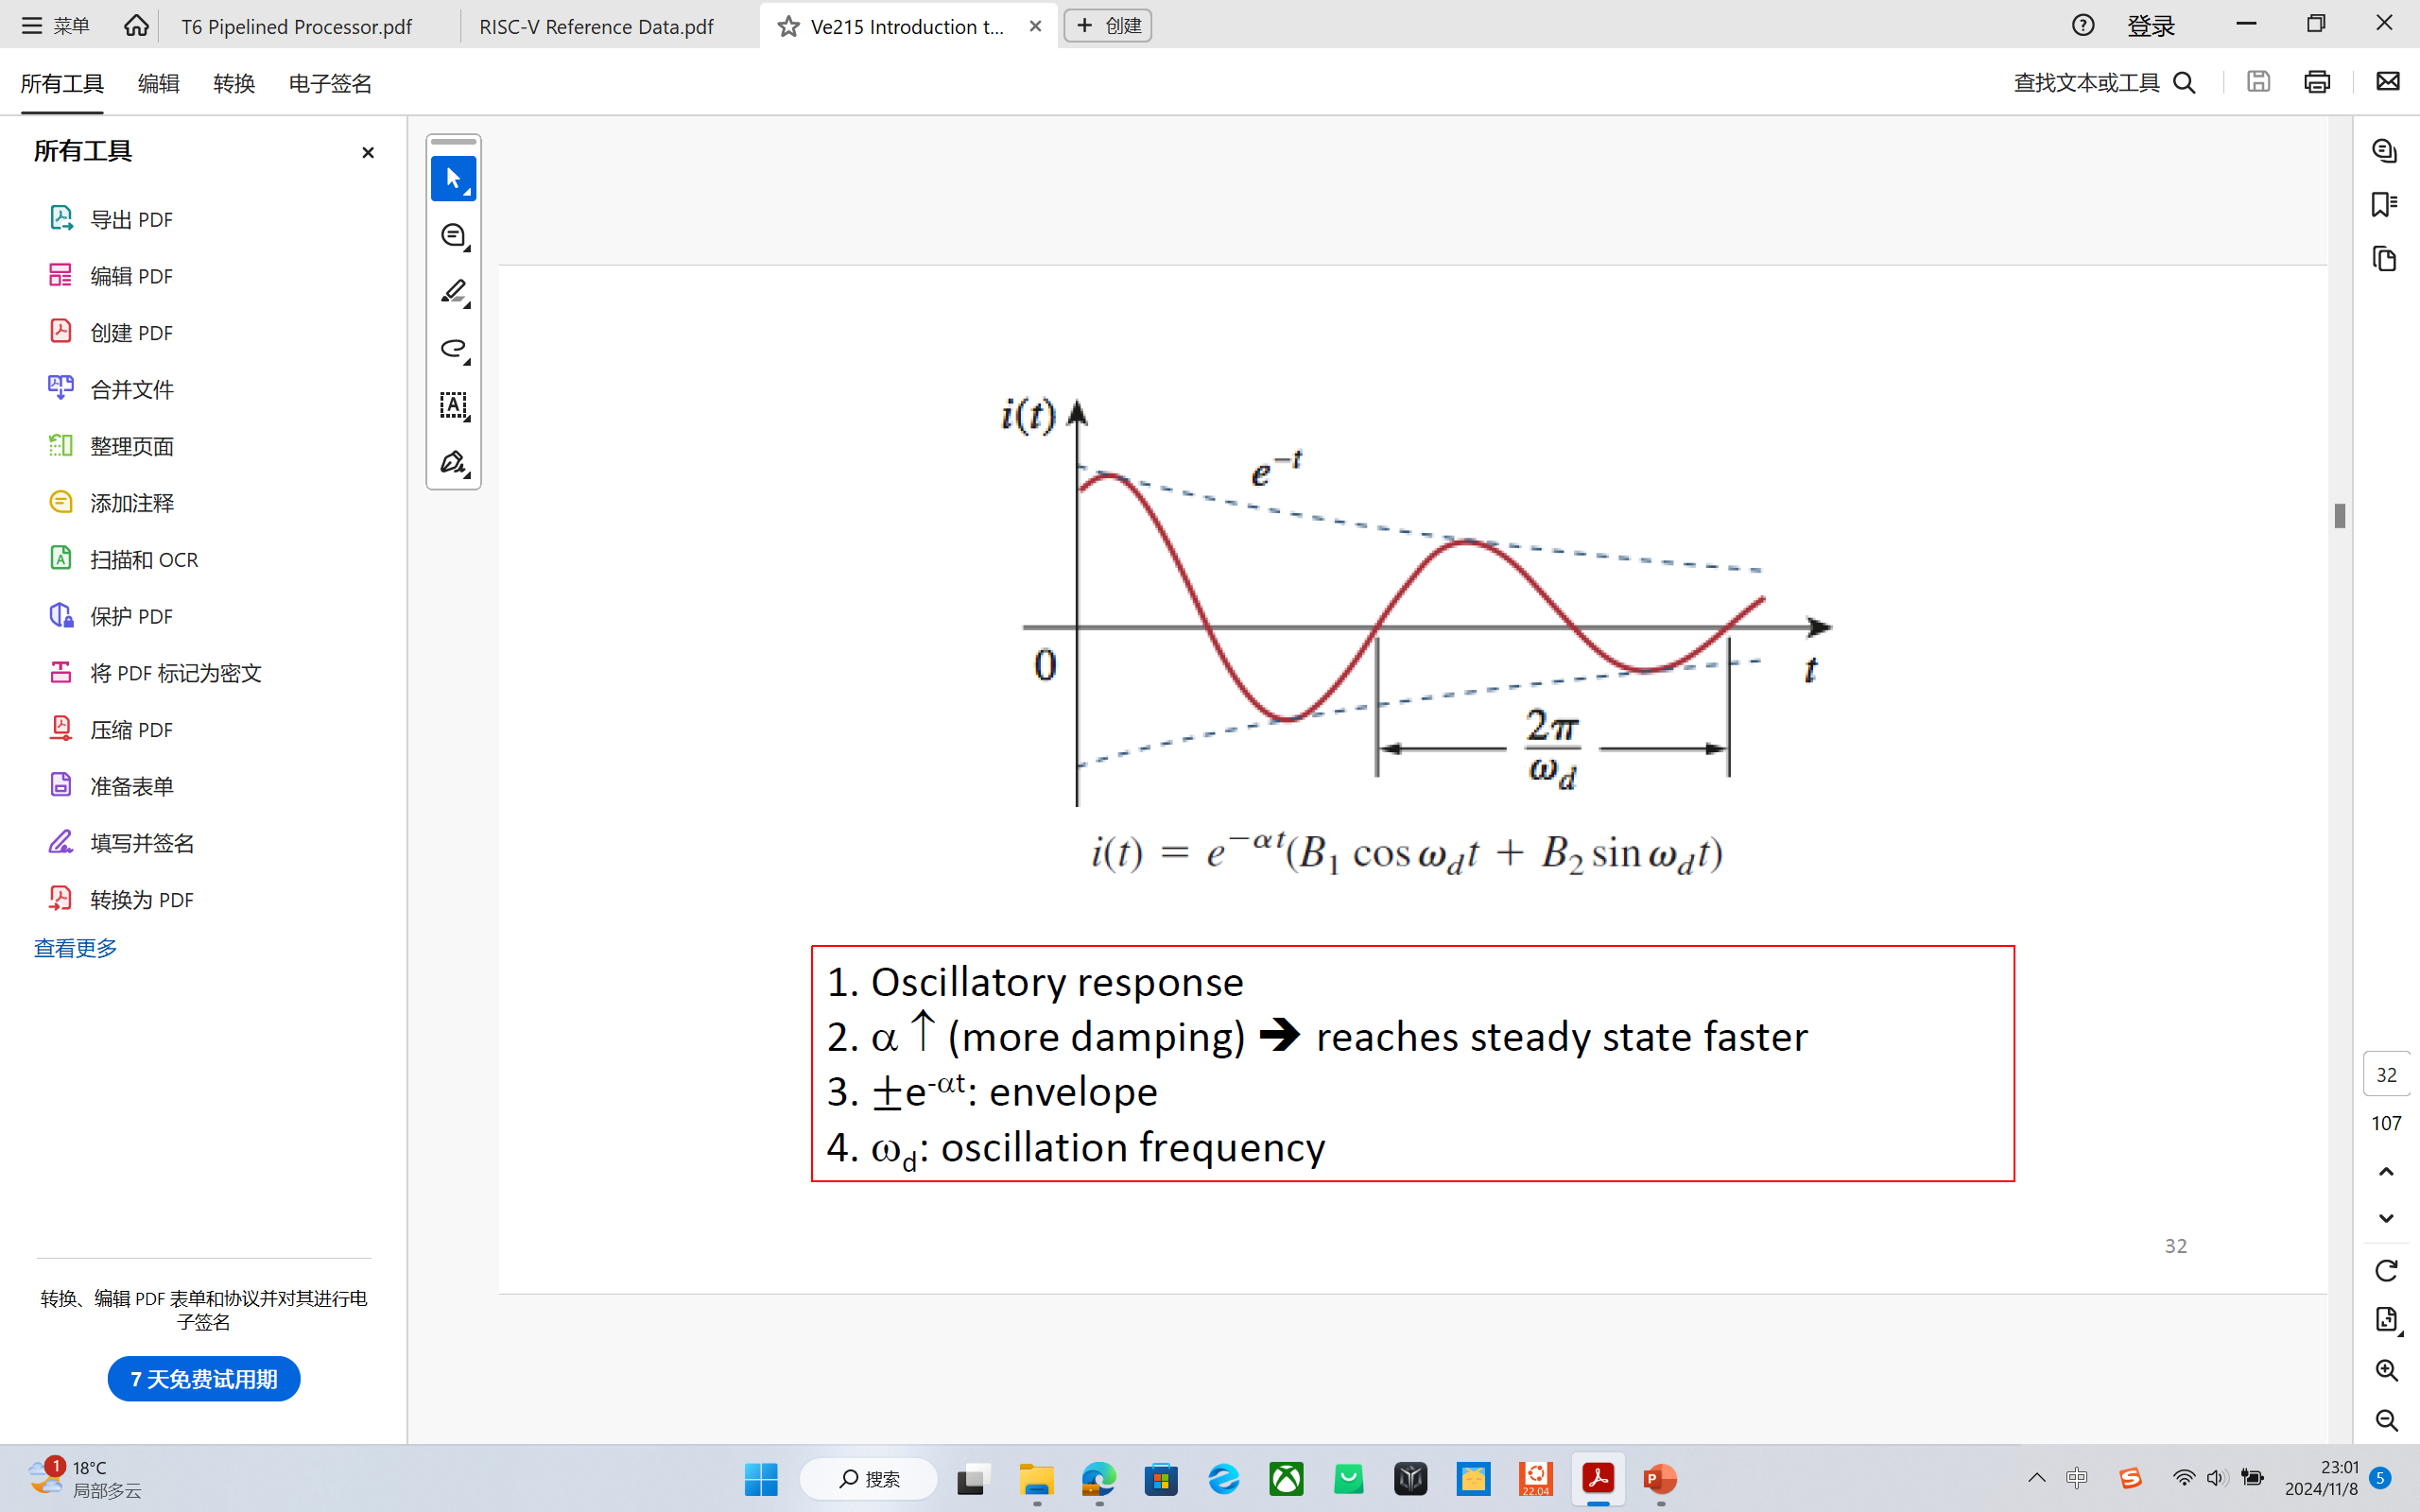 菜单
T6 Pipelined Processor.pdf
RISC-V Reference Data.pdf
Ve215 Introduction t...
创建
登录
所有工具
编辑
转换
电子签名
查找文本或工具
所有工具
导出 PDF
编辑 PDF
创建 PDF
合并文件
整理页面
添加注释
扫描和 OCR
保护 PDF
将 PDF 标记为密文
压缩 PDF
准备表单
填写并签名
转换为 PDF
查看更多
转换、编辑 PDF 表单和协议并对其进行电
子签名
7 天免费试用期
i(t)
e^{-t}
0
t
2π
ω_d
i(t) = e^{-αt}(B_1 cos ω_d t + B_2 sin ω_d t)
1. Oscillatory response
2. α ↑ (more damping) ➔ reaches steady state faster
3. ±e^{-αt}: envelope
4. ω_d: oscillation frequency
32
32
107
1
18°C
局部多云
搜索
22.04
中
23:01
2024/11/8
5